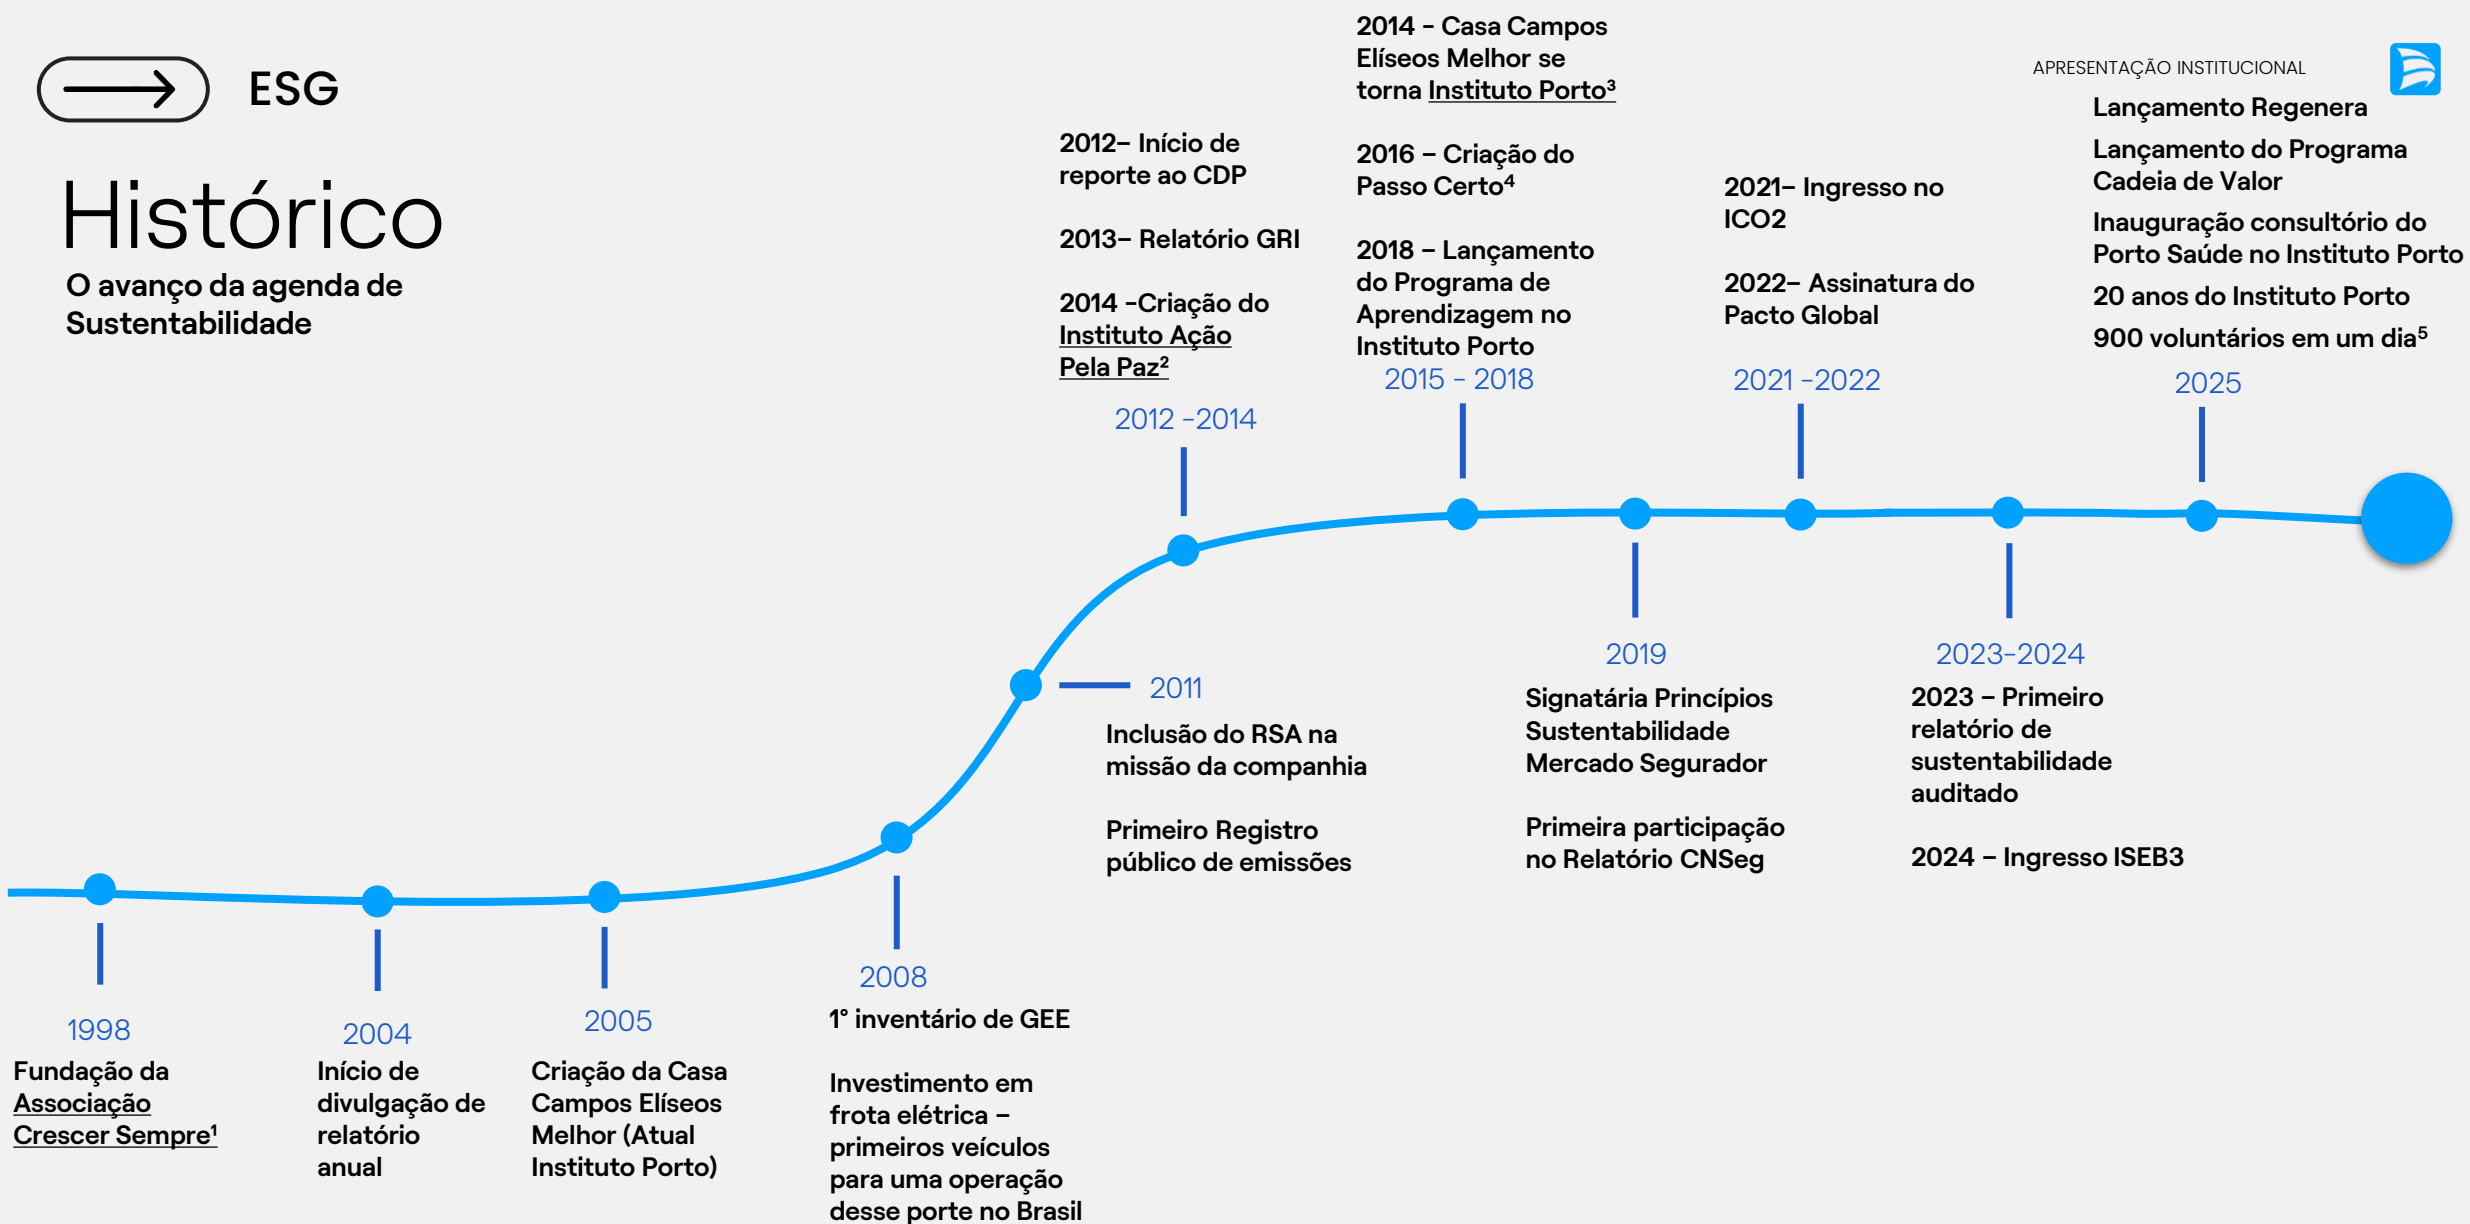 ESG
APRESENTAÇÃO INSTITUCIONAL
Histórico
O avanço da agenda de
Sustentabilidade
1998
Fundação da
Associação
Crescer Sempre¹
2004
Início de
divulgação de
relatório
anual
2005
Criação da Casa
Campos Elíseos
Melhor (Atual
Instituto Porto)
2008
1° inventário de GEE
Investimento em
frota elétrica –
primeiros veículos
para uma operação
desse porte no Brasil
2011
Inclusão do RSA na
missão da companhia
Primeiro Registro
público de emissões
2012– Início de
reporte ao CDP
2013– Relatório GRI
2014 –Criação do
Instituto Ação
Pela Paz²
2012 -2014
2014 - Casa Campos
Elíseos Melhor se
torna Instituto Porto³
2016 – Criação do
Passo Certo⁴
2018 – Lançamento
do Programa de
Aprendizagem no
Instituto Porto
2015 - 2018
2019
Signatária Princípios
Sustentabilidade
Mercado Segurador
Primeira participação
no Relatório CNSeg
2021– Ingresso no
ICO2
2022– Assinatura do
Pacto Global
2021 -2022
2023-2024
2023 – Primeiro
relatório de
sustentabilidade
auditado
2024 – Ingresso ISEB3
Lançamento Regenera
Lançamento do Programa
Cadeia de Valor
Inauguração consultório do
Porto Saúde no Instituto Porto
20 anos do Instituto Porto
900 voluntários em um dia⁵
2025